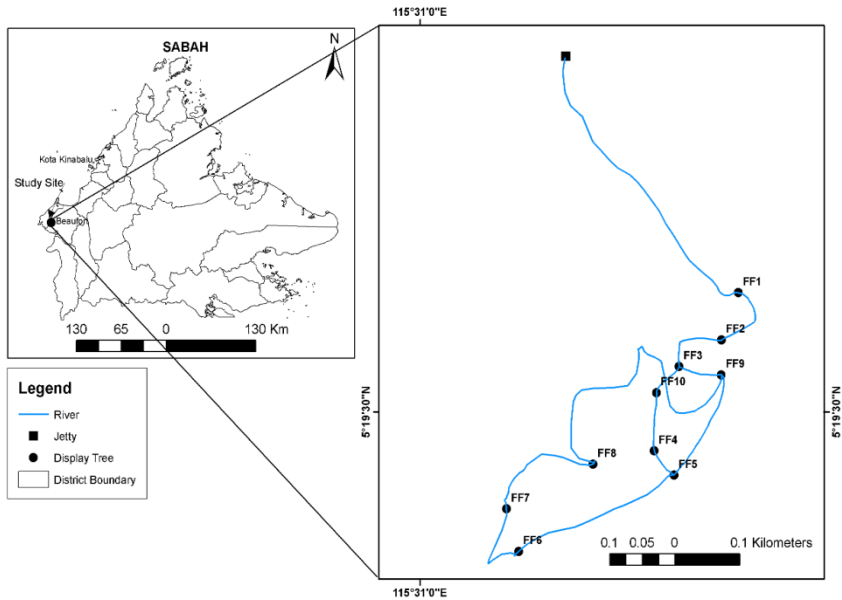 115°31'0"E
SABAH
N
Kota Kinabalu
Study Site
Beaufort
130 65 0 130 Km
Legend
River
Jetty
Display Tree
District Boundary
FF1
FF2
FF3
FF9
FF10
5°19'30"N
5°19'30"N
FF4
FF8
FF5
FF7
FF6
0.1 0.05 0 0.1 Kilometers
115°31'0"E